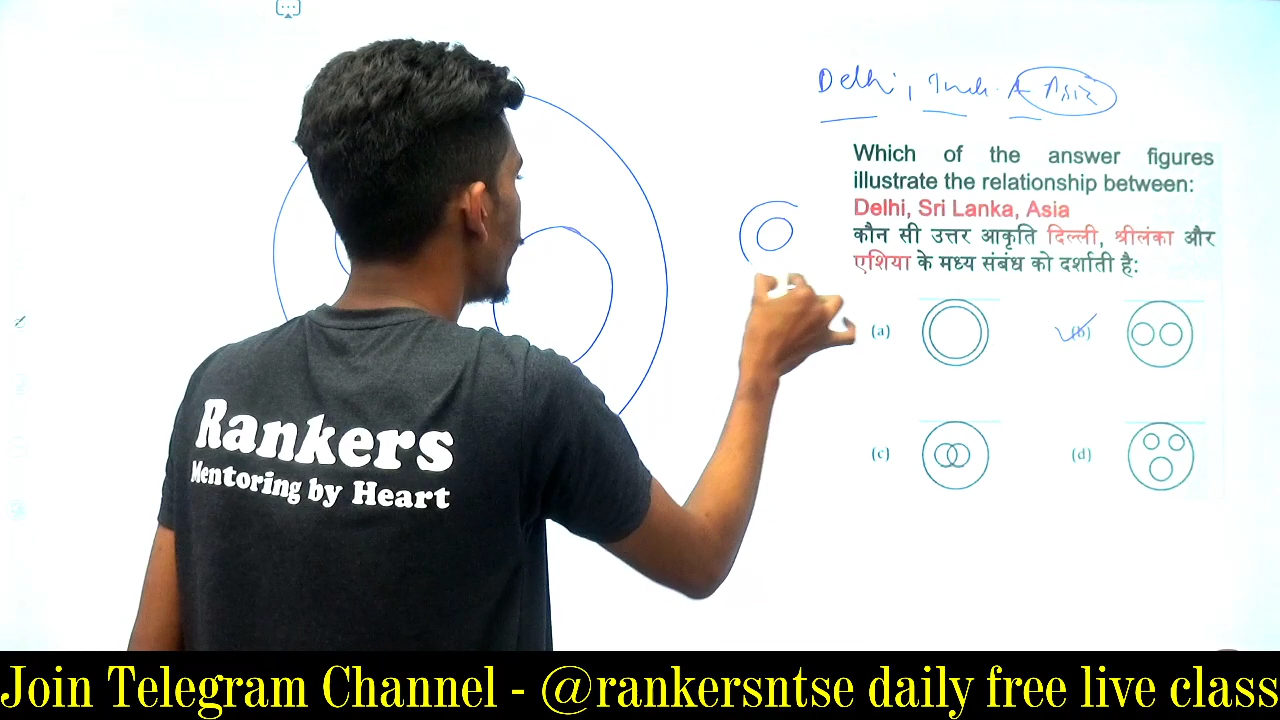 Delhi, Asia
Which of the answer figures
illustrate the relationship between:
Delhi, Sri Lanka, Asia
कौन सी उत्तर आकृति दिल्ली, श्रीलंका और
एशिया के मध्य संबंध को दर्शाती है:
(a) (b)
(c) (d)
Rankers
Mentoring by Heart
Join Telegram Channel - @rankersntse daily free live class